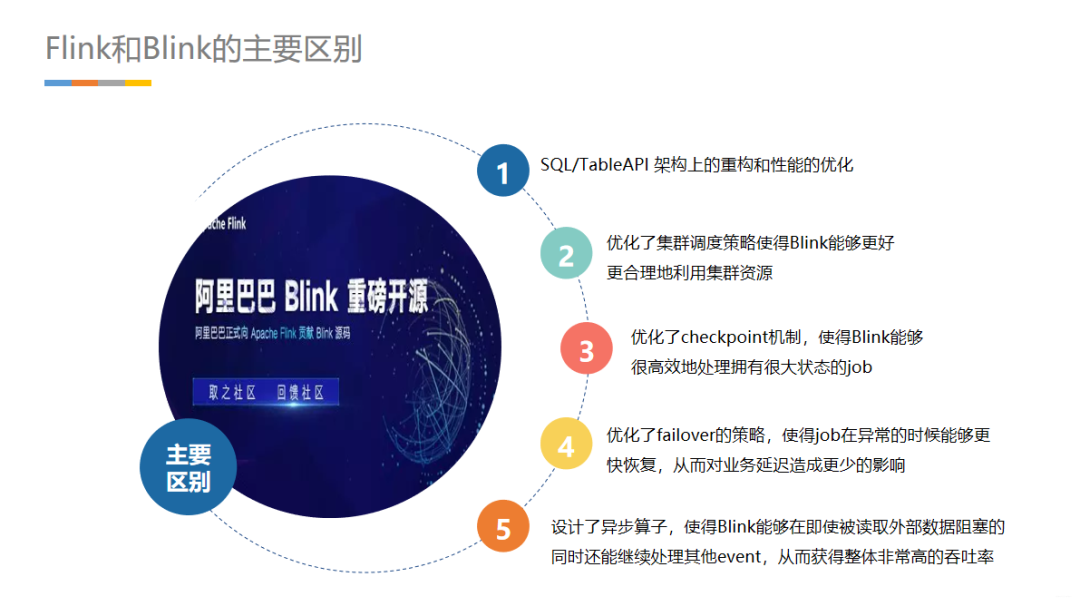 Flink和Blink的主要区别
1
SQL/TableAPI 架构上的重构和性能的优化
2
优化了集群调度策略使得Blink能够更好
更合理地利用集群资源
3
优化了checkpoint机制，使得Blink能够
很高效地处理拥有很大状态的job
4
优化了failover的策略，使得job在异常的时候能够更
快恢复，从而对业务延迟造成更少的影响
5
设计了异步算子，使得Blink能够在即使被读取外部数据阻塞的
同时还能继续处理其他event，从而获得整体非常高的吞吐率
Flink
阿里巴巴 Blink 重磅开源
阿里巴巴正式向 Apache Flink 贡献 Blink 源码
取之社区 回馈社区
主要
区别